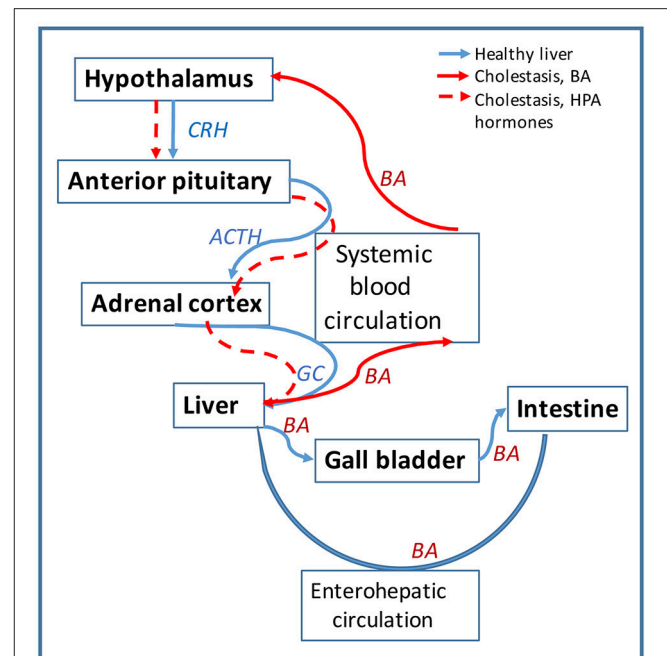 Healthy liver
Cholestasis, BA
Cholestasis, HPA
hormones
Hypothalamus
CRH
Anterior pituitary
BA
ACTH
Systemic
blood
circulation
Adrenal cortex
GC
BA
Liver
Intestine
BA
Gall bladder
BA
BA
Enterohepatic
circulation